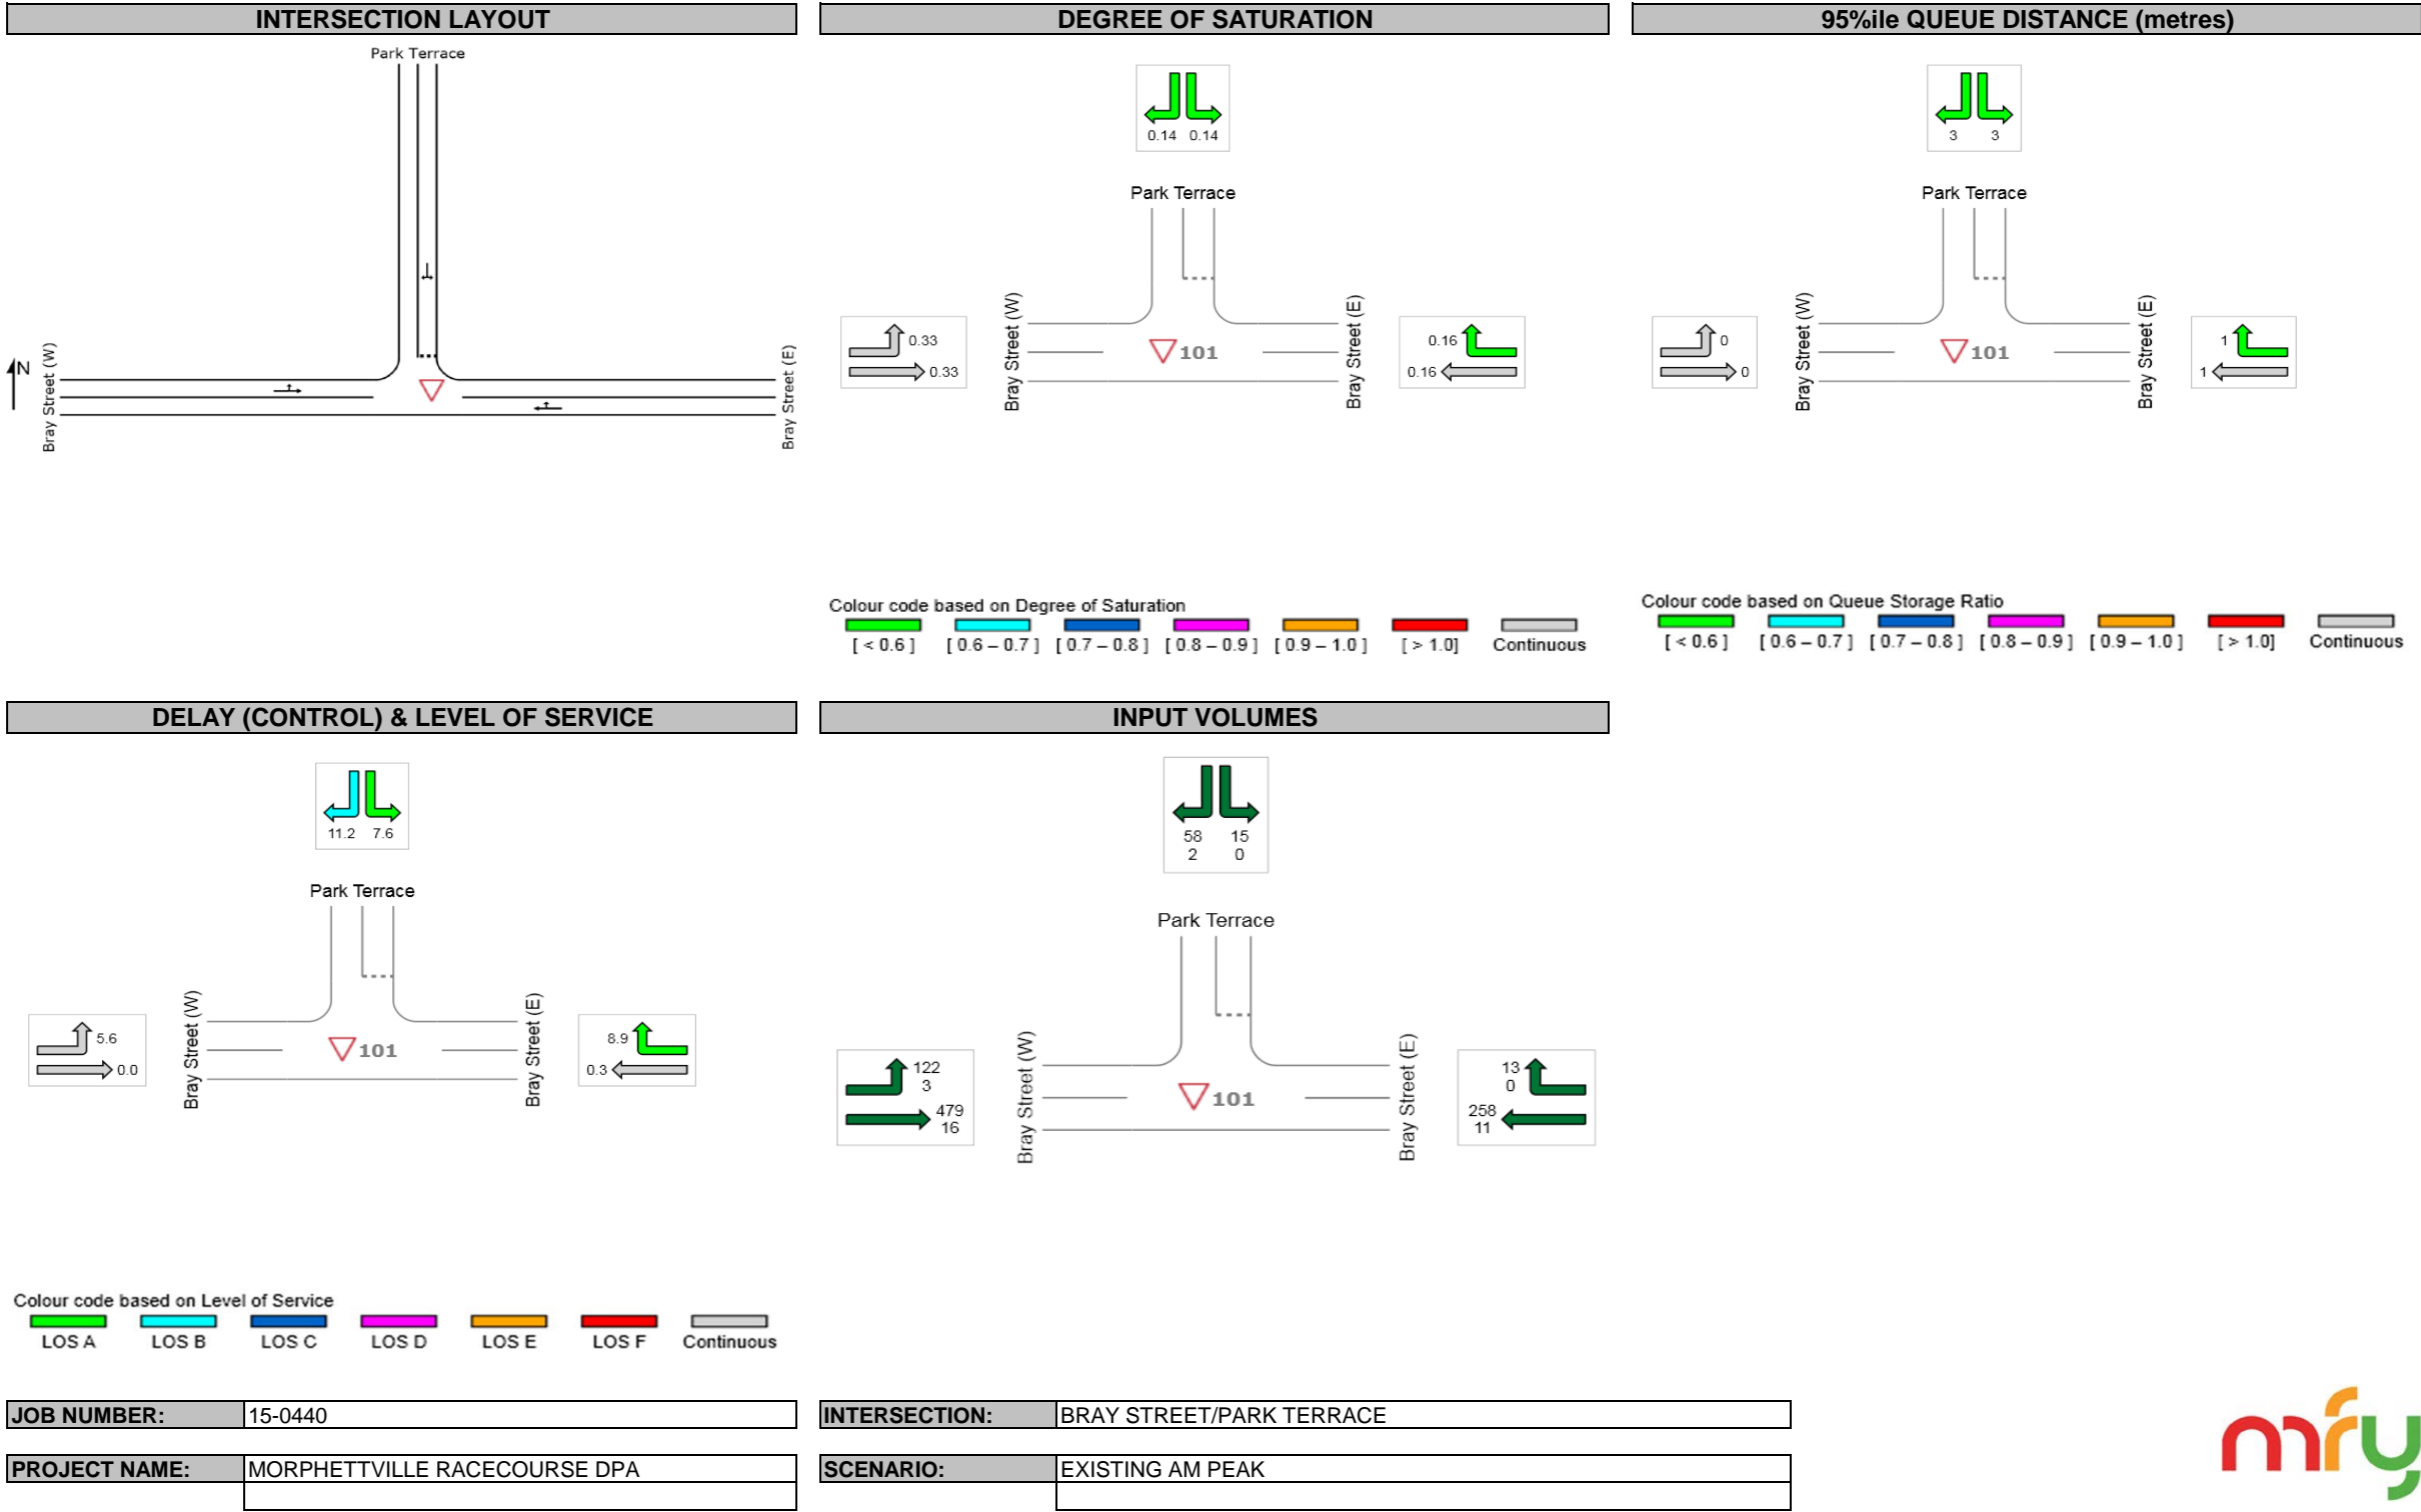 INTERSECTION LAYOUT
Park Terrace
N
Bray Street (W)
Bray Street (E)
DEGREE OF SATURATION
0.14 0.14
Park Terrace
0.33
0.33
Bray Street (W)
101
Bray Street (E)
0.16
0.16
Colour code based on Degree of Saturation
[ < 0.6 ] [ 0.6 – 0.7 ] [ 0.7 – 0.8 ] [ 0.8 – 0.9 ] [ 0.9 – 1.0 ] [ > 1.0] Continuous
95%ile QUEUE DISTANCE (metres)
3 3
Park Terrace
0
0
Bray Street (W)
101
Bray Street (E)
1
1
Colour code based on Queue Storage Ratio
[ < 0.6 ] [ 0.6 – 0.7 ] [ 0.7 – 0.8 ] [ 0.8 – 0.9 ] [ 0.9 – 1.0 ] [ > 1.0] Continuous
DELAY (CONTROL) & LEVEL OF SERVICE
11.2 7.6
Park Terrace
5.6
0.0
Bray Street (W)
101
Bray Street (E)
8.9
0.3
Colour code based on Level of Service
LOS A LOS B LOS C LOS D LOS E LOS F Continuous
INPUT VOLUMES
58 15
2 0
Park Terrace
122
3
479
16
Bray Street (W)
101
Bray Street (E)
13
0
258
11
JOB NUMBER: 15-0440
INTERSECTION: BRAY STREET/PARK TERRACE
PROJECT NAME: MORPHETTVILLE RACECOURSE DPA
SCENARIO: EXISTING AM PEAK
mfy